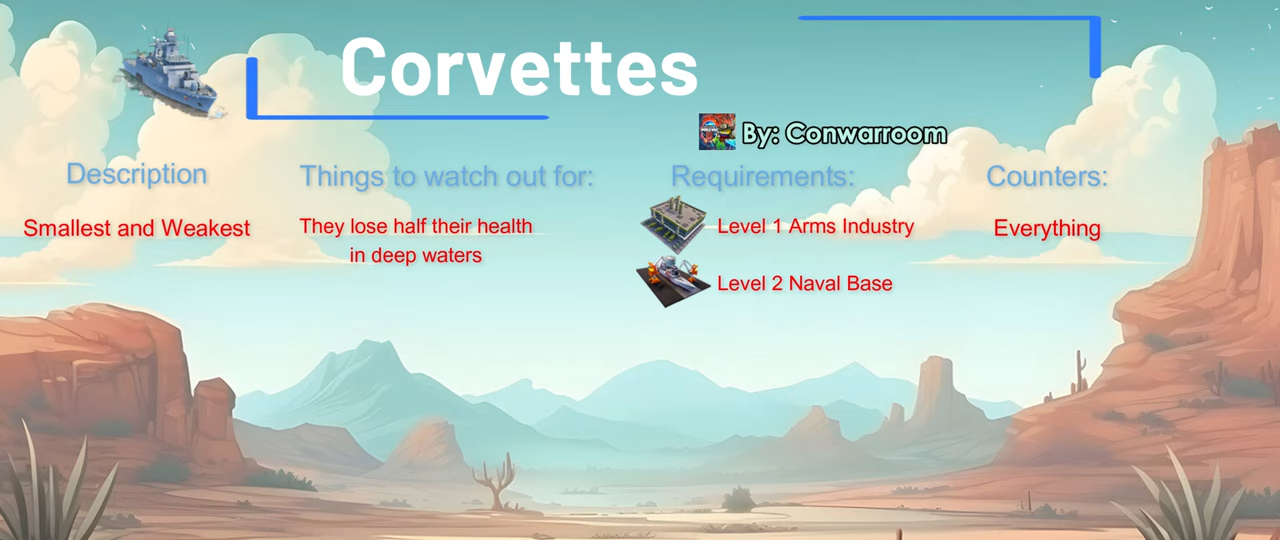 Corvettes
By: Conwarroom
Description
Smallest and Weakest
Things to watch out for:
They lose half their health
in deep waters
Requirements:
Level 1 Arms Industry
Level 2 Naval Base
Counters:
Everything